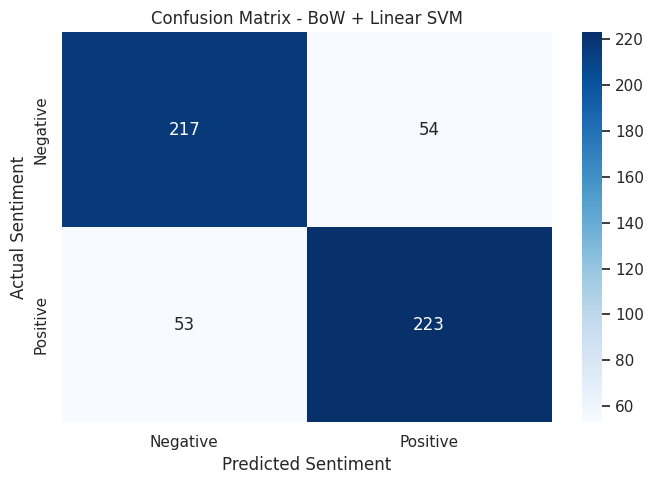 Confusion Matrix - BoW + Linear SVM
Actual Sentiment
Negative
Positive
217
54
53
223
Negative
Positive
Predicted Sentiment
220
200
180
160
140
120
100
80
60